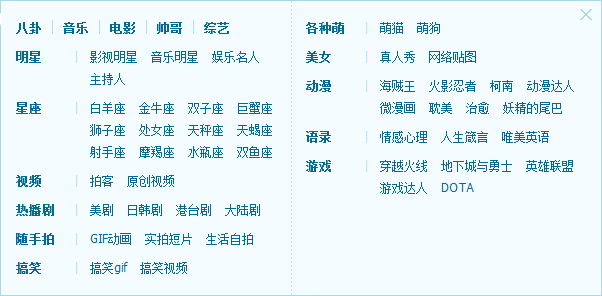 八卦 音乐 电影 帅哥 综艺
明星 影视明星 音乐明星 娱乐名人
主持人
星座 白羊座 金牛座 双子座 巨蟹座
狮子座 处女座 天秤座 天蝎座
射手座 摩羯座 水瓶座 双鱼座
视频 拍客 原创视频
热播剧 美剧 日韩剧 港台剧 大陆剧
随手拍 GIF动画 实拍短片 生活自拍
搞笑 搞笑gif 搞笑视频
各种萌 萌猫 萌狗
美女 真人秀 网络贴图
动漫 海贼王 火影忍者 柯南 动漫达人
微漫画 耽美 治愈 妖精的尾巴
语录 情感心理 人生箴言 唯美英语
游戏 穿越火线 地下城与勇士 英雄联盟
游戏达人 DOTA